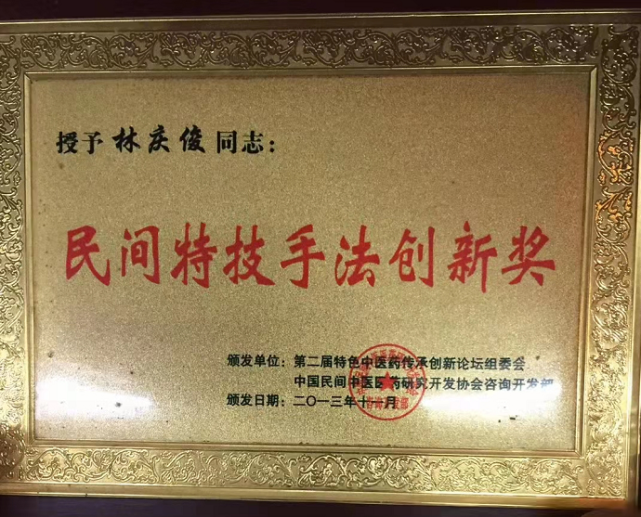 授予林庆俊同志：
民间特技手法创新奖
颁发单位：第二届特色中医药传承创新论坛组委会
中国民间中医医药研究开发协会咨询开发部
颁发日期：二〇一三年十一月